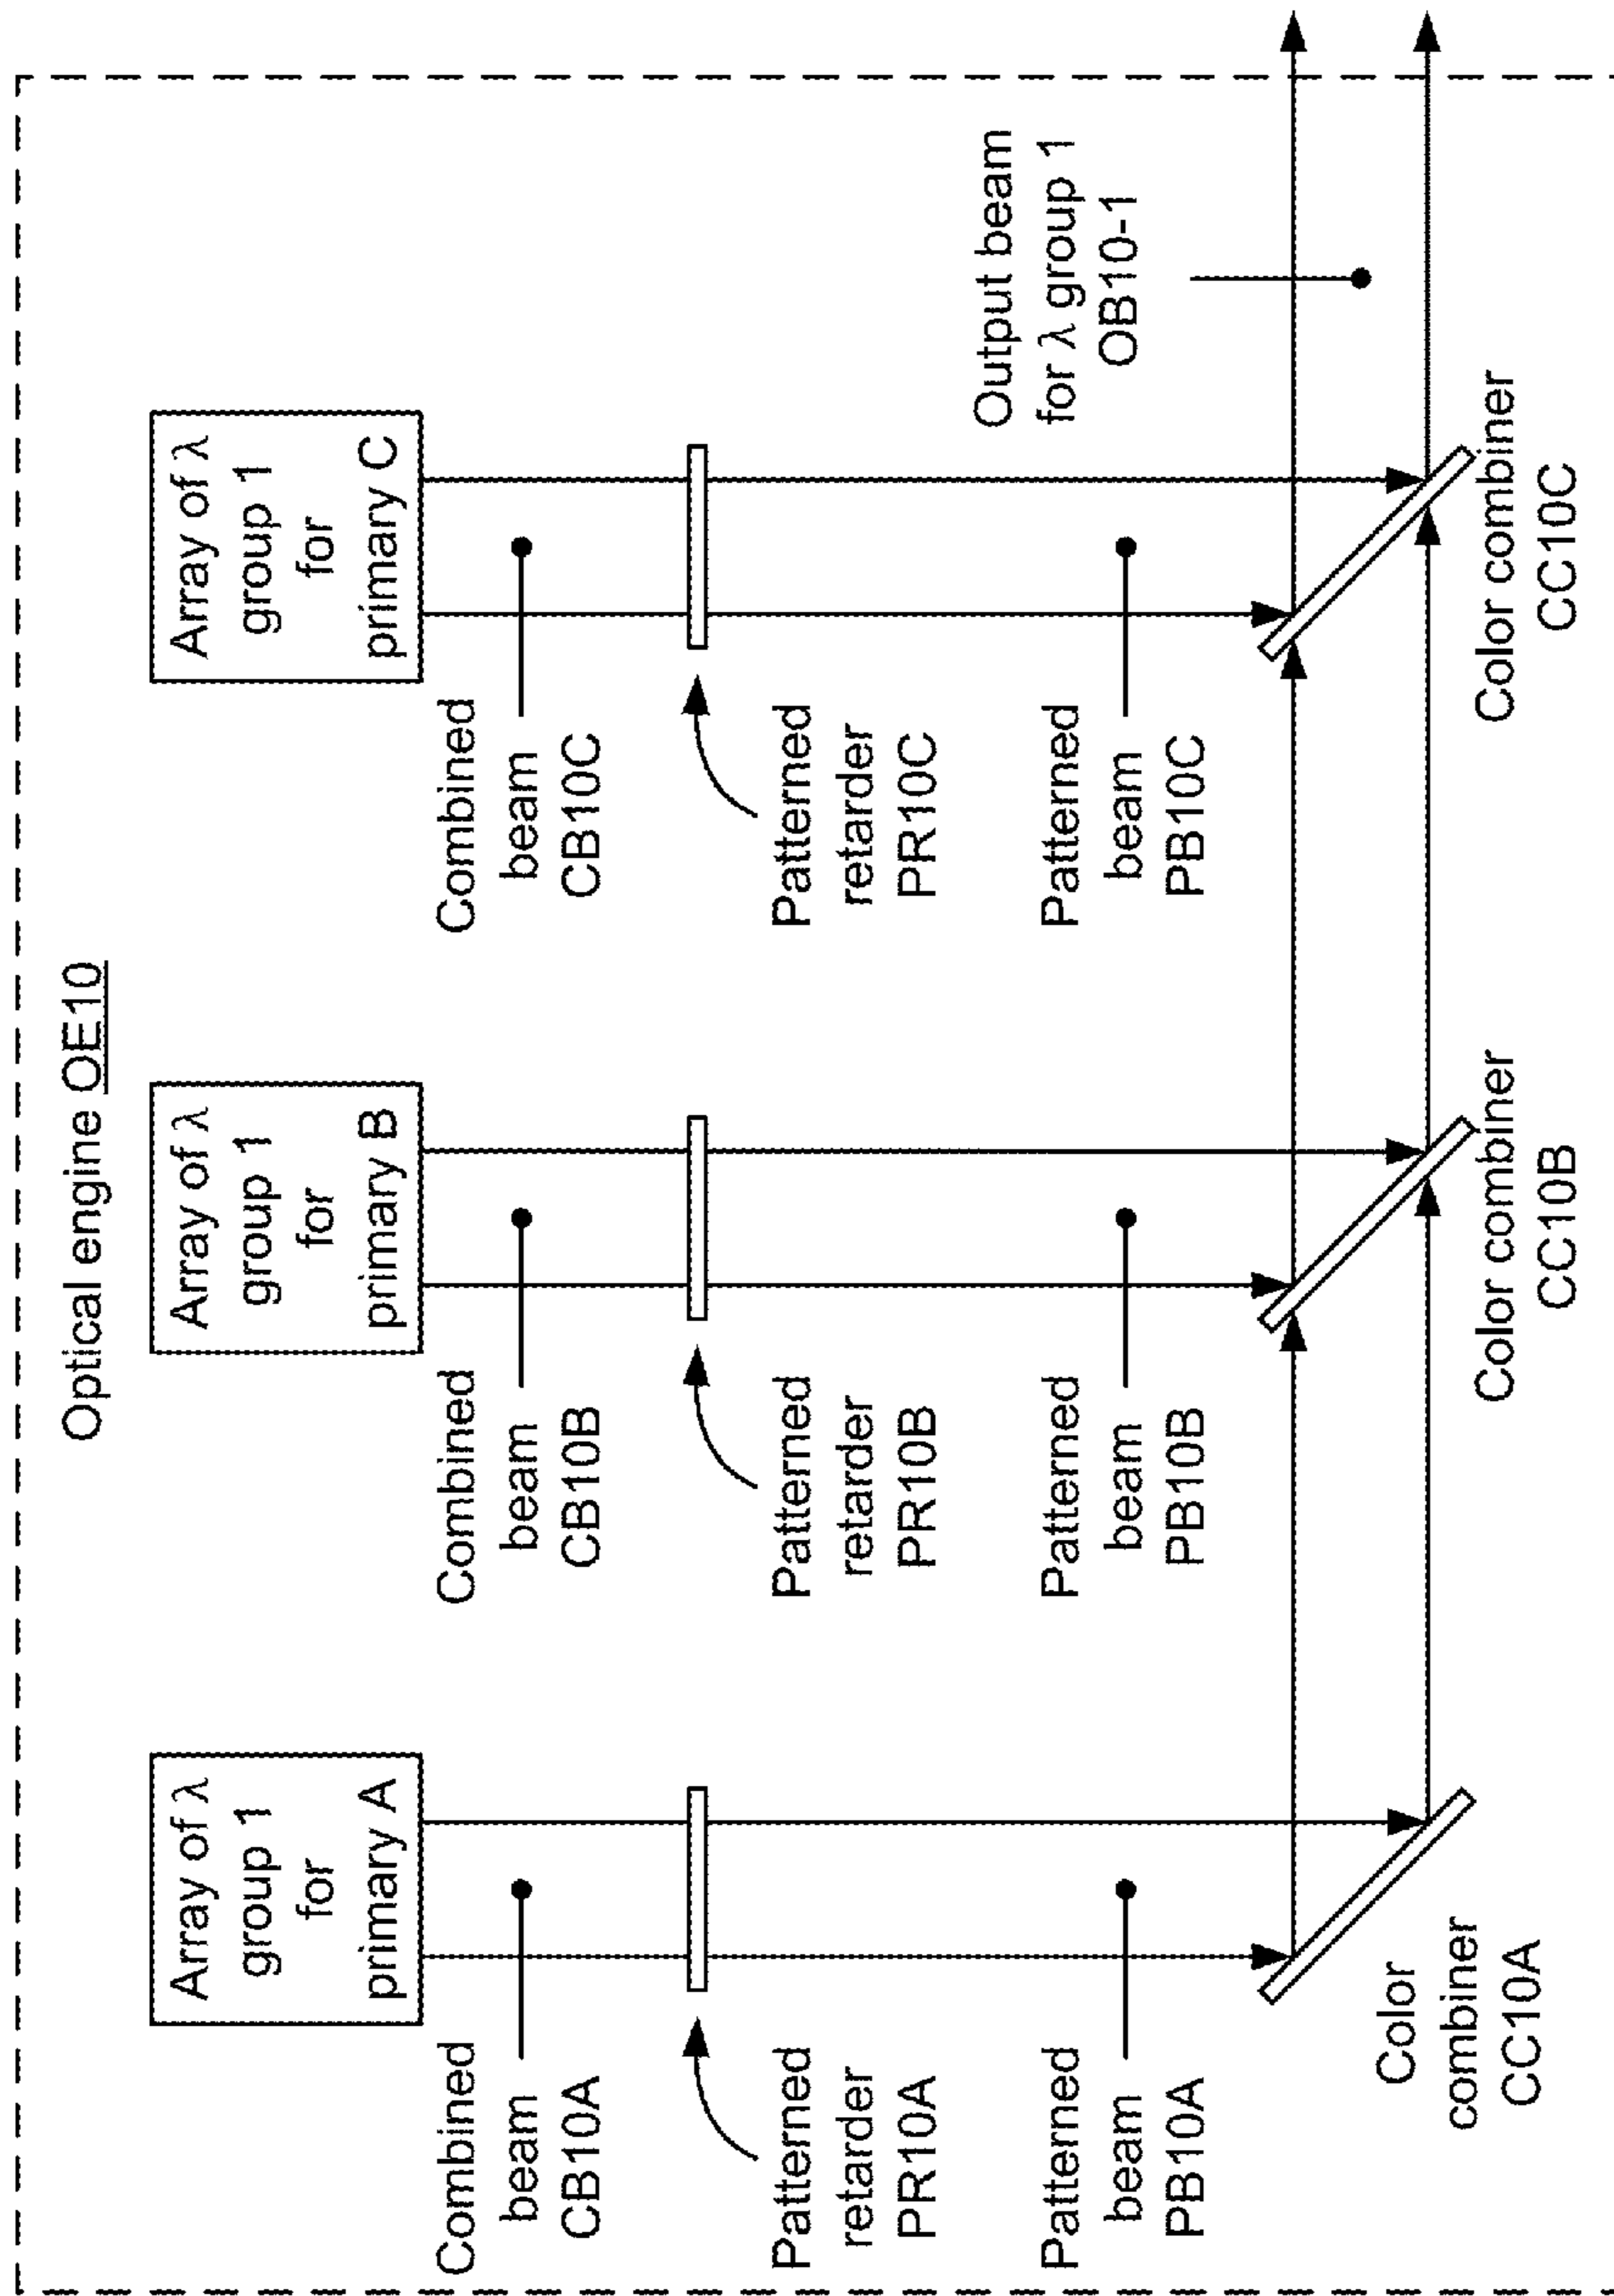 Optical engine OE10
Array of λ
group 1
for
primary A
Array of λ
group 1
for
primary B
Array of λ
group 1
for
primary C
Combined
beam
CB10A
Combined
beam
CB10B
Combined
beam
CB10C
Patterned
retarder
PR10A
Patterned
retarder
PR10B
Patterned
retarder
PR10C
Patterned
beam
PB10A
Patterned
beam
PB10B
Patterned
beam
PB10C
Output beam
for λ group 1
OB10-1
Color
combiner
CC10A
Color combiner
CC10B
Color combiner
CC10C